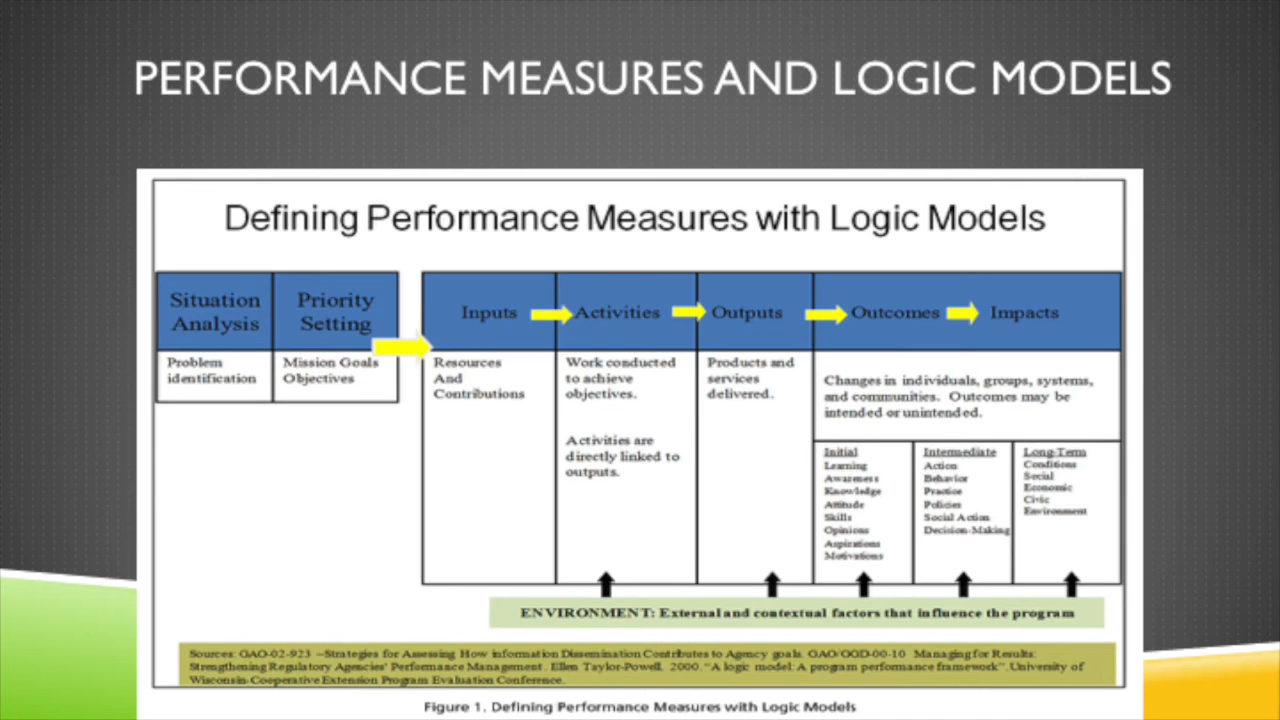 PERFORMANCE MEASURES AND LOGIC MODELS
Defining Performance Measures with Logic Models
Situation
Analysis
Priority
Setting
Inputs
Activities
Outputs
Outcomes
Impacts
Problem
identification
Mission Goals
Objectives
Resources
And
Contributions
Work conducted
to achieve
objectives.
Activities are
directly linked to
outputs.
Products and
services
delivered.
Changes in individuals, groups, systems,
and communities. Outcomes may be
intended or unintended.
Initial
Learning
Awareness
Knowledge
Attitude
Skills
Opinions
Aspirations
Motivations
Intermediate
Action
Behavior
Practice
Policies
Social Action
Decision-Making
Long-Term
Conditions
Social
Economic
Civic
Environment
ENVIRONMENT: External and contextual factors that influence the program
Sources: GAO-02-923 –Strategies for Assessing How information Dissemination Contributes to Agency goals. GAO/GGD-00-10 Managing for Results:
Strengthening Regulatory Agencies' Performance Management. Ellen Taylor-Powell. 2000. "A logic model: A program performance framework". University of
Wisconsin-Cooperative Extension Program Evaluation Conference.
Figure 1. Defining Performance Measures with Logic Models